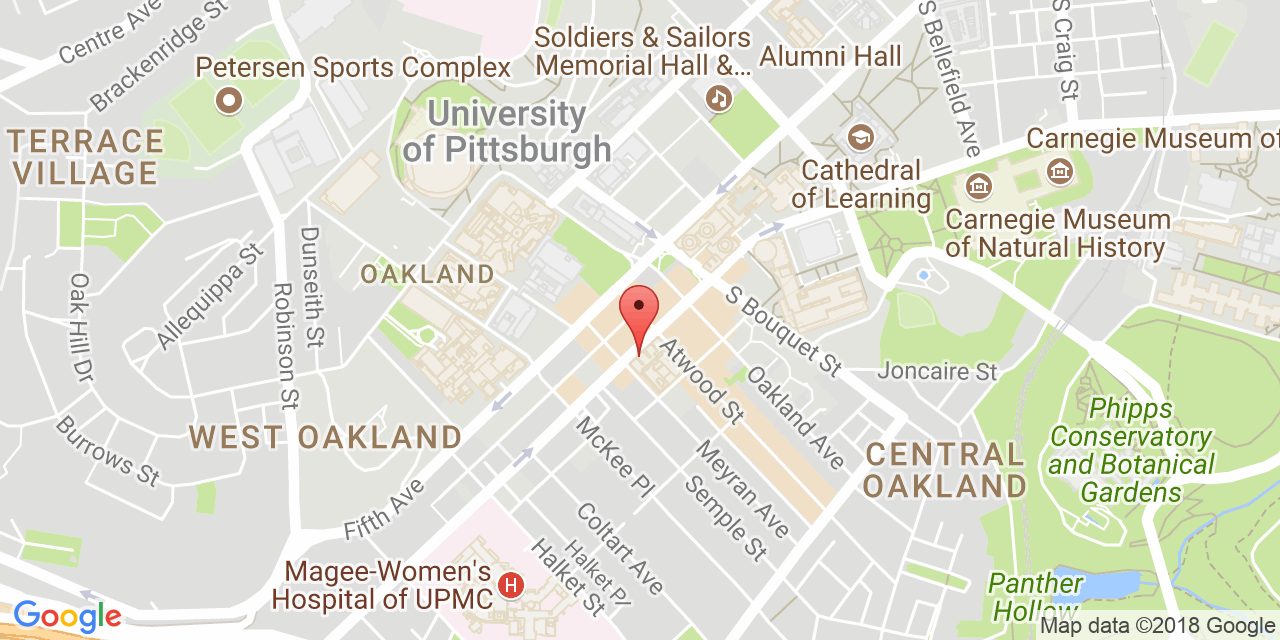 Centre Ave
Brackenridge St
Petersen Sports Complex
Soldiers & Sailors
Memorial Hall &...
Alumni Hall
S Bellefield Ave
S Craig St
University
of Pittsburgh
TERRACE
VILLAGE
Cathedral
of Learning
Carnegie Museum of
Carnegie Museum
of Natural History
OAKLAND
Oak Hill Dr
Allequippa St
Dunseith St
Robinson St
S Bouquet St
Joncaire St
Atwood St
Oakland Ave
Burrows St
WEST OAKLAND
Fifth Ave
McKee Pl
Meyran Ave
Semple St
CENTRAL
OAKLAND
Phipps
Conservatory
and Botanical
Gardens
Coltart Ave
Halket Pl
Halket St
Magee-Women's
Hospital of UPMC
H
Panther
Hollow
Google
Map data ©2018 Google